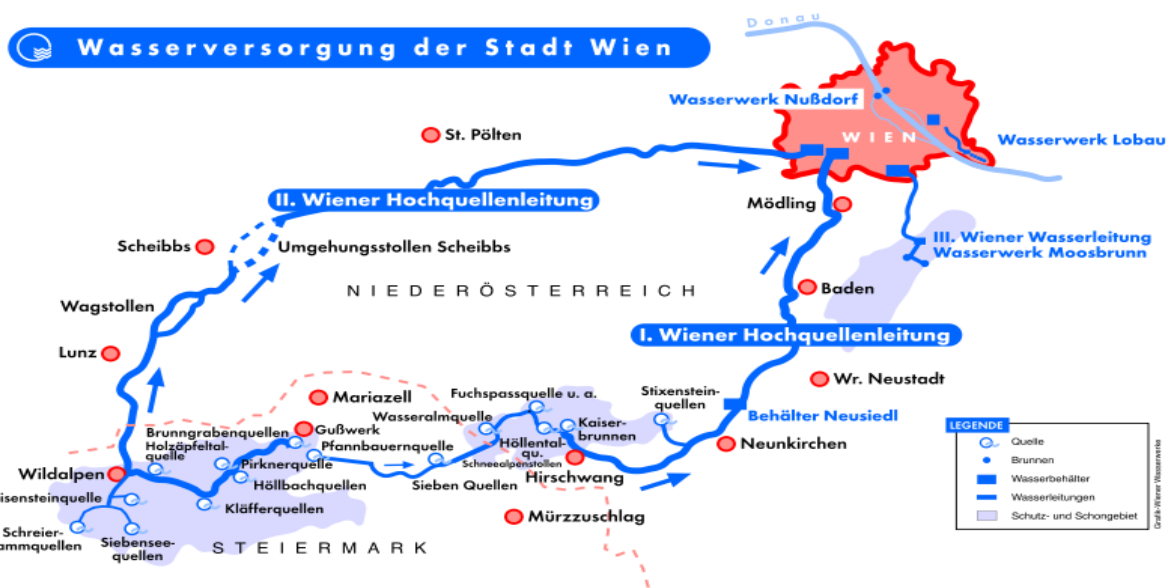 Wasserversorgung der Stadt Wien
Donau
Wasserwerk Nußdorf
WIEN
Wasserwerk Lobau
St. Pölten
II. Wiener Hochquellenleitung
Mödling
Scheibbs
Umgehungsstollen Scheibbs
III. Wiener Wasserleitung
Wasserwerk Moosbrunn
NIEDERÖSTERREICH
Baden
Wagstollen
I. Wiener Hochquellenleitung
Lunz
Wr. Neustadt
Mariazell
Fuchspassquelle u. a.
Stixenstein-
quellen
Wasseralmquelle
Behälter Neusiedl
Brunngrabenquellen
Gußwerk
Kaiser-
brunnen
Holzäpfeltal-
quelle
Pfannbauernquelle
Höllental-
qu.
Neunkirchen
Pirknerquelle
Schneealpenstollen
Wildalpen
Höllbachquellen
Sieben Quellen
Hirschwang
isensteinquelle
Kläfferquellen
Mürzzuschlag
Schreier-
ammquellen
Siebensee-
quellen
STEIERMARK
LEGENDE
Quelle
Brunnen
Wasserbehälter
Wasserleitungen
Schutz- und Schongebiet
Grafik-Wiener Wasserwerke